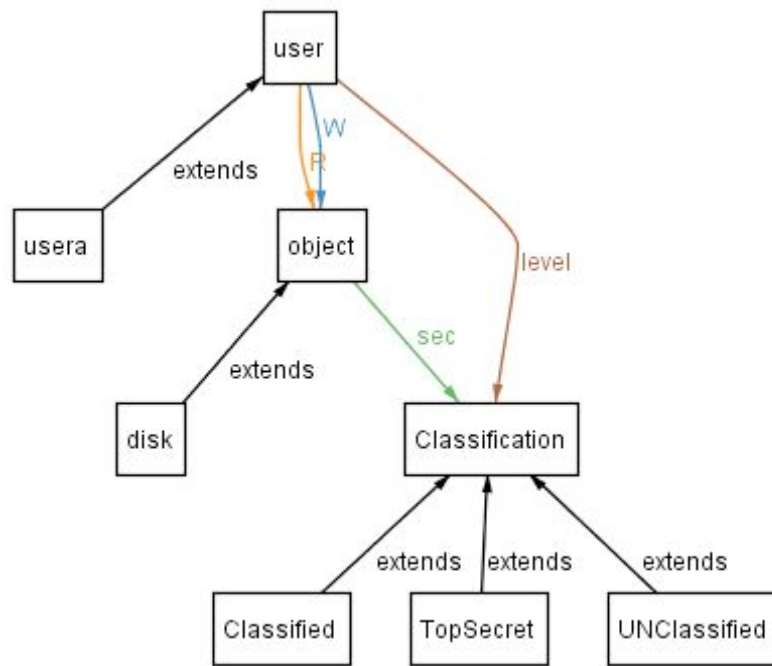 user
W
R
extends
usera
object
level
sec
extends
disk
Classification
extends
extends
extends
Classified
TopSecret
UNClassified